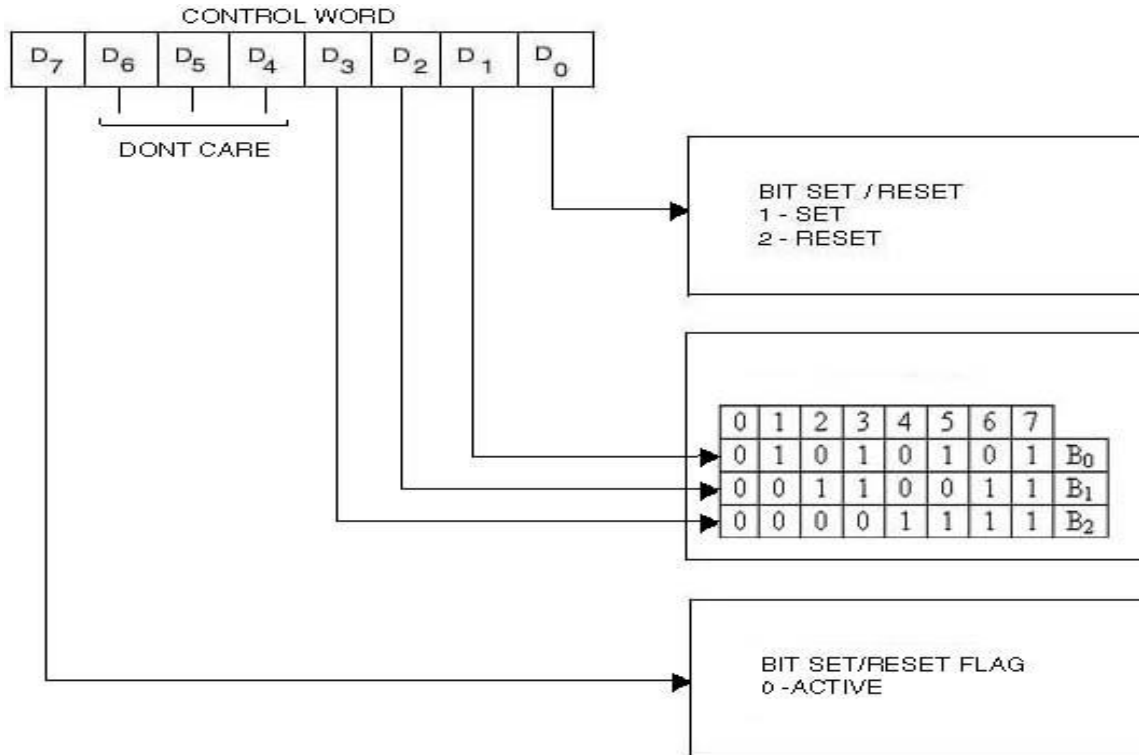 CONTROL WORD
D7 D6 D5 D4 D3 D2 D1 D0
DONT CARE
BIT SET / RESET
1 - SET
2 - RESET
0 1 2 3 4 5 6 7
0 1 0 1 0 1 0 1 B0
0 0 1 1 0 0 1 1 B1
0 0 0 0 1 1 1 1 B2
BIT SET/RESET FLAG
0 -ACTIVE